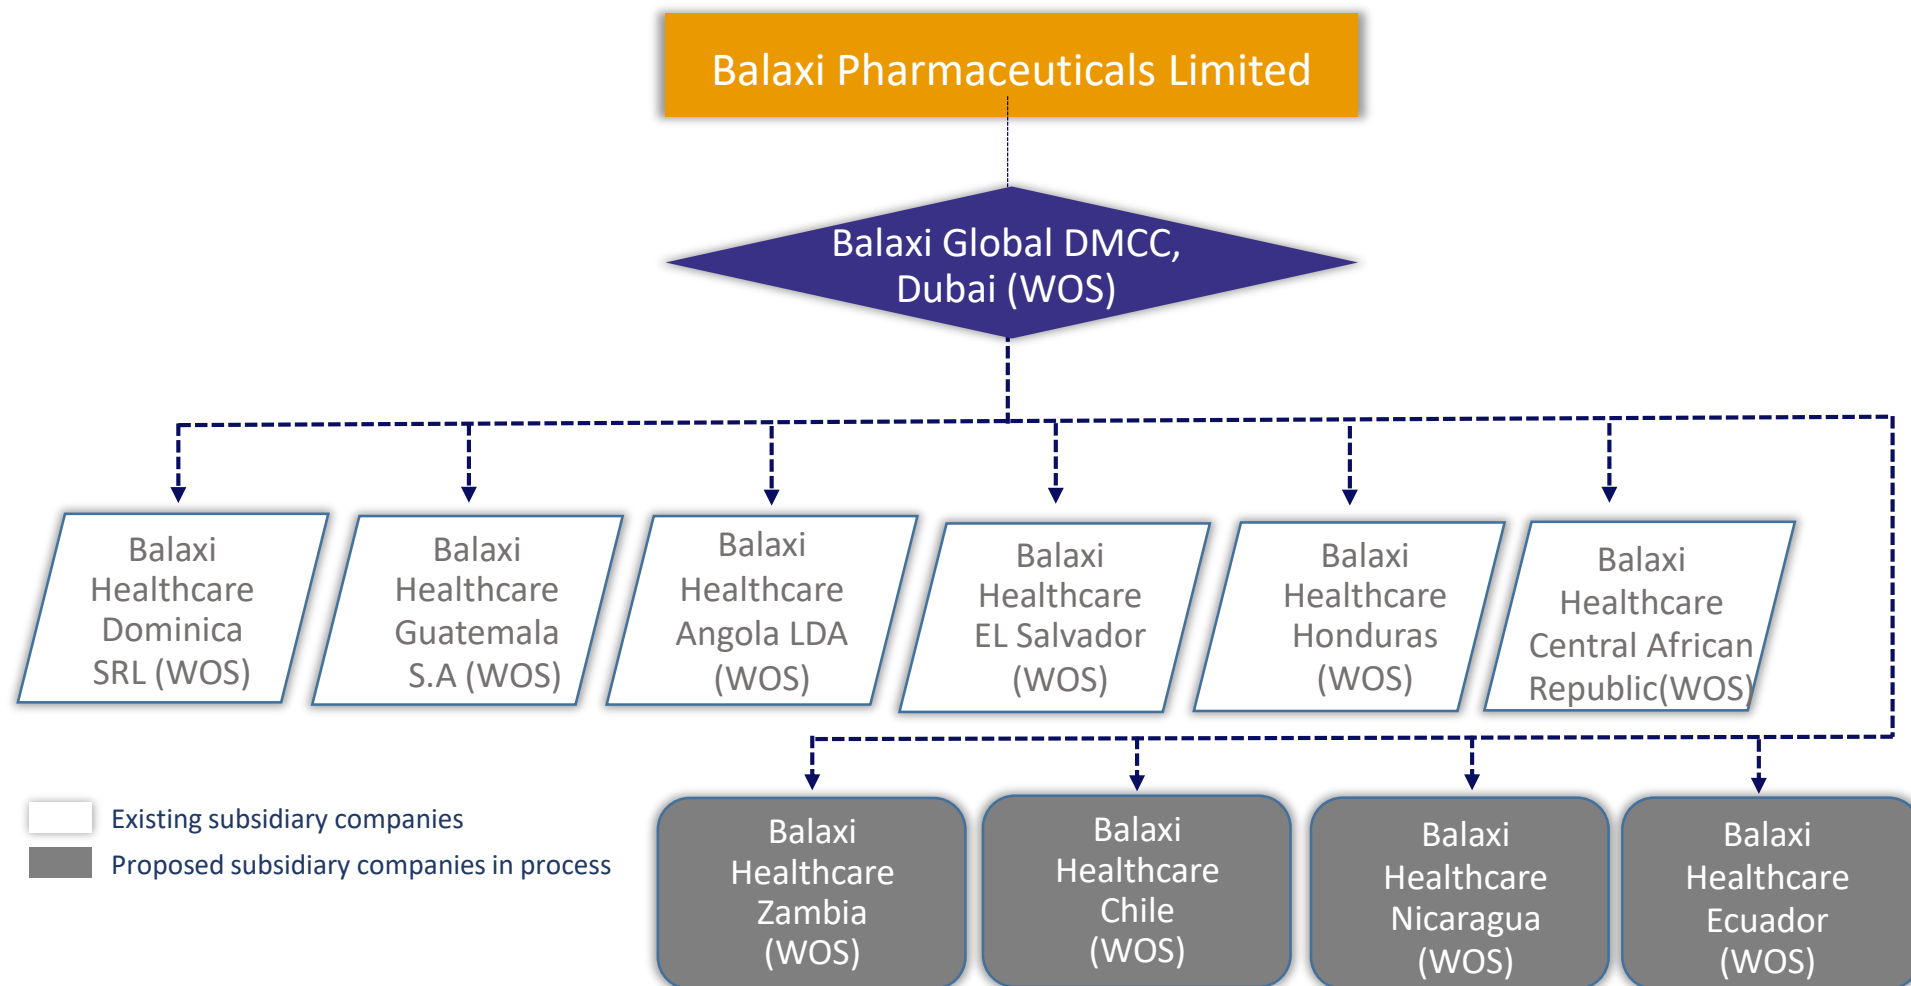 Balaxi Pharmaceuticals Limited
Balaxi Global DMCC,
Dubai (WOS)
Balaxi
Healthcare
Dominica
SRL (WOS)
Balaxi
Healthcare
Guatemala
S.A (WOS)
Balaxi
Healthcare
Angola LDA
(WOS)
Balaxi
Healthcare
EL Salvador
(WOS)
Balaxi
Healthcare
Honduras
(WOS)
Balaxi
Healthcare
Central African
Republic(WOS)
Existing subsidiary companies
Proposed subsidiary companies in process
Balaxi
Healthcare
Zambia
(WOS)
Balaxi
Healthcare
Chile
(WOS)
Balaxi
Healthcare
Nicaragua
(WOS)
Balaxi
Healthcare
Ecuador
(WOS)